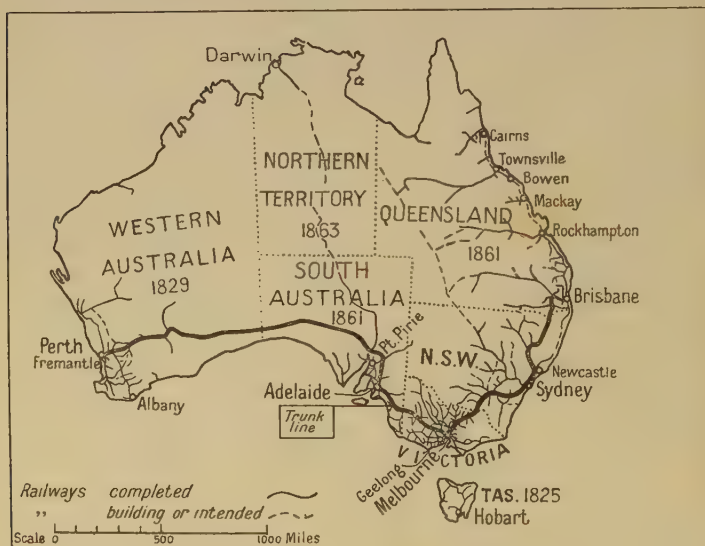 Darwin
Cairns
Townsville
Bowen
Mackay
Rockhampton
NORTHERN
TERRITORY
1863
QUEENSLAND
1861
WESTERN
AUSTRALIA
1829
SOUTH
AUSTRALIA
1861
Brisbane
Pt. Pirie
Perth
Fremantle
N.S.W.
Newcastle
Sydney
Albany
Adelaide
Trunk
line
VICTORIA
Geelong
Melbourne
TAS. 1825
Hobart
Railways completed
" building or intended
Scale 0 500 1000 Miles